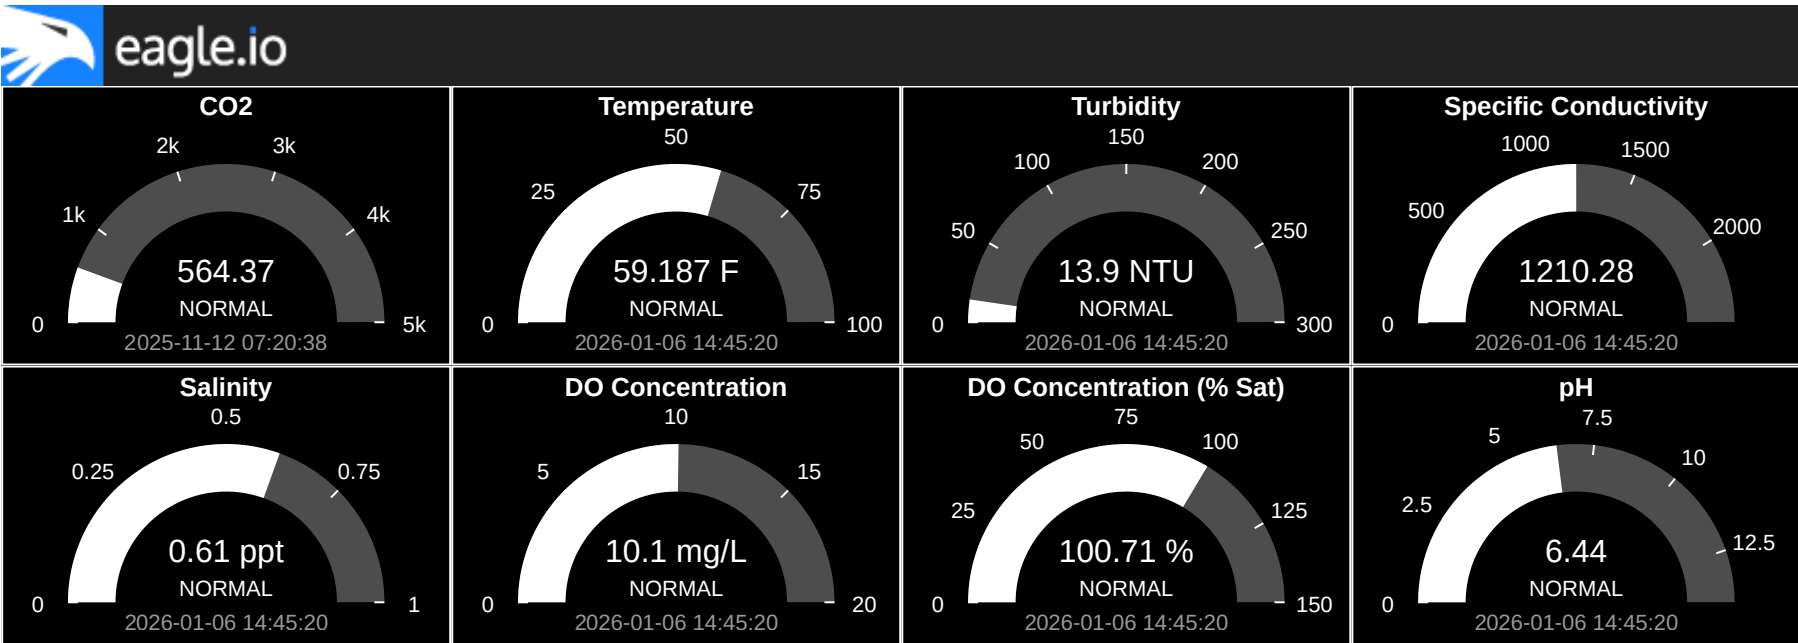 eagle.io
CO2
0
1k
2k
3k
4k
5k
564.37
NORMAL
2025-11-12 07:20:38
Temperature
0
25
50
75
100
59.187 F
NORMAL
2026-01-06 14:45:20
Turbidity
0
50
100
150
200
250
300
13.9 NTU
NORMAL
2026-01-06 14:45:20
Specific Conductivity
0
500
1000
1500
2000
1210.28
NORMAL
2026-01-06 14:45:20
Salinity
0
0.25
0.5
0.75
1
0.61 ppt
NORMAL
2026-01-06 14:45:20
DO Concentration
0
5
10
15
20
10.1 mg/L
NORMAL
2026-01-06 14:45:20
DO Concentration (% Sat)
0
25
50
75
100
125
150
100.71 %
NORMAL
2026-01-06 14:45:20
pH
0
2.5
5
7.5
10
12.5
6.44
NORMAL
2026-01-06 14:45:20